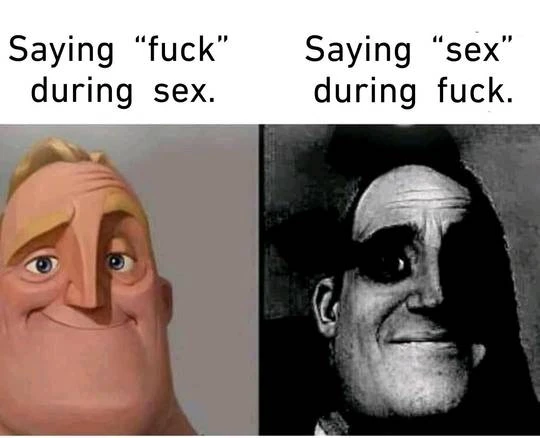 Saying “fuck”
during sex.
Saying “sex”
during fuck.